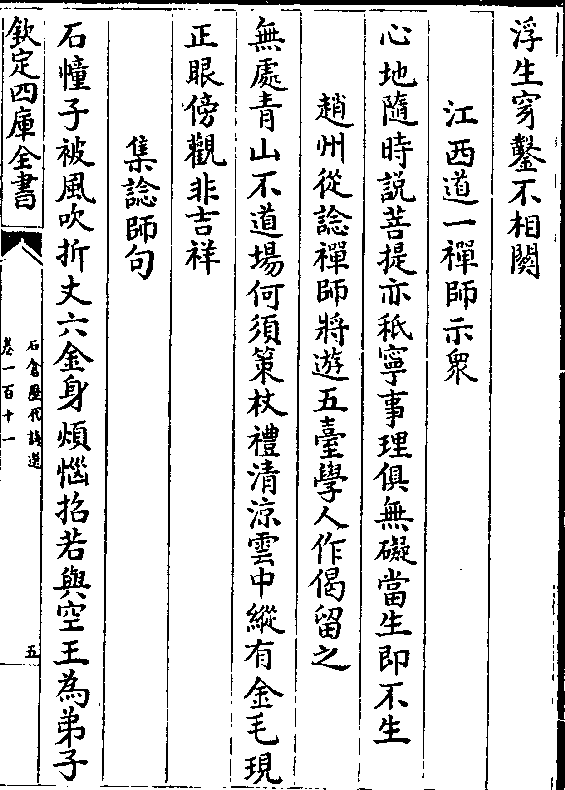 浮生穿鑿不相關
江西道一禪師示衆
心地隨時説菩提亦秪寧事理俱無礙當生即不生
趙州從諗禪師將遊五臺學人作偈留之
無處青山不道場何須策杖禮清涼雲中縱有金毛現
正眼傍觀非吉祥
集諗師句
石幢子被風吹折丈六金身煩惱招若與空王為弟子
欽定四庫全書
石倉歷代詩選
卷一百十一
五